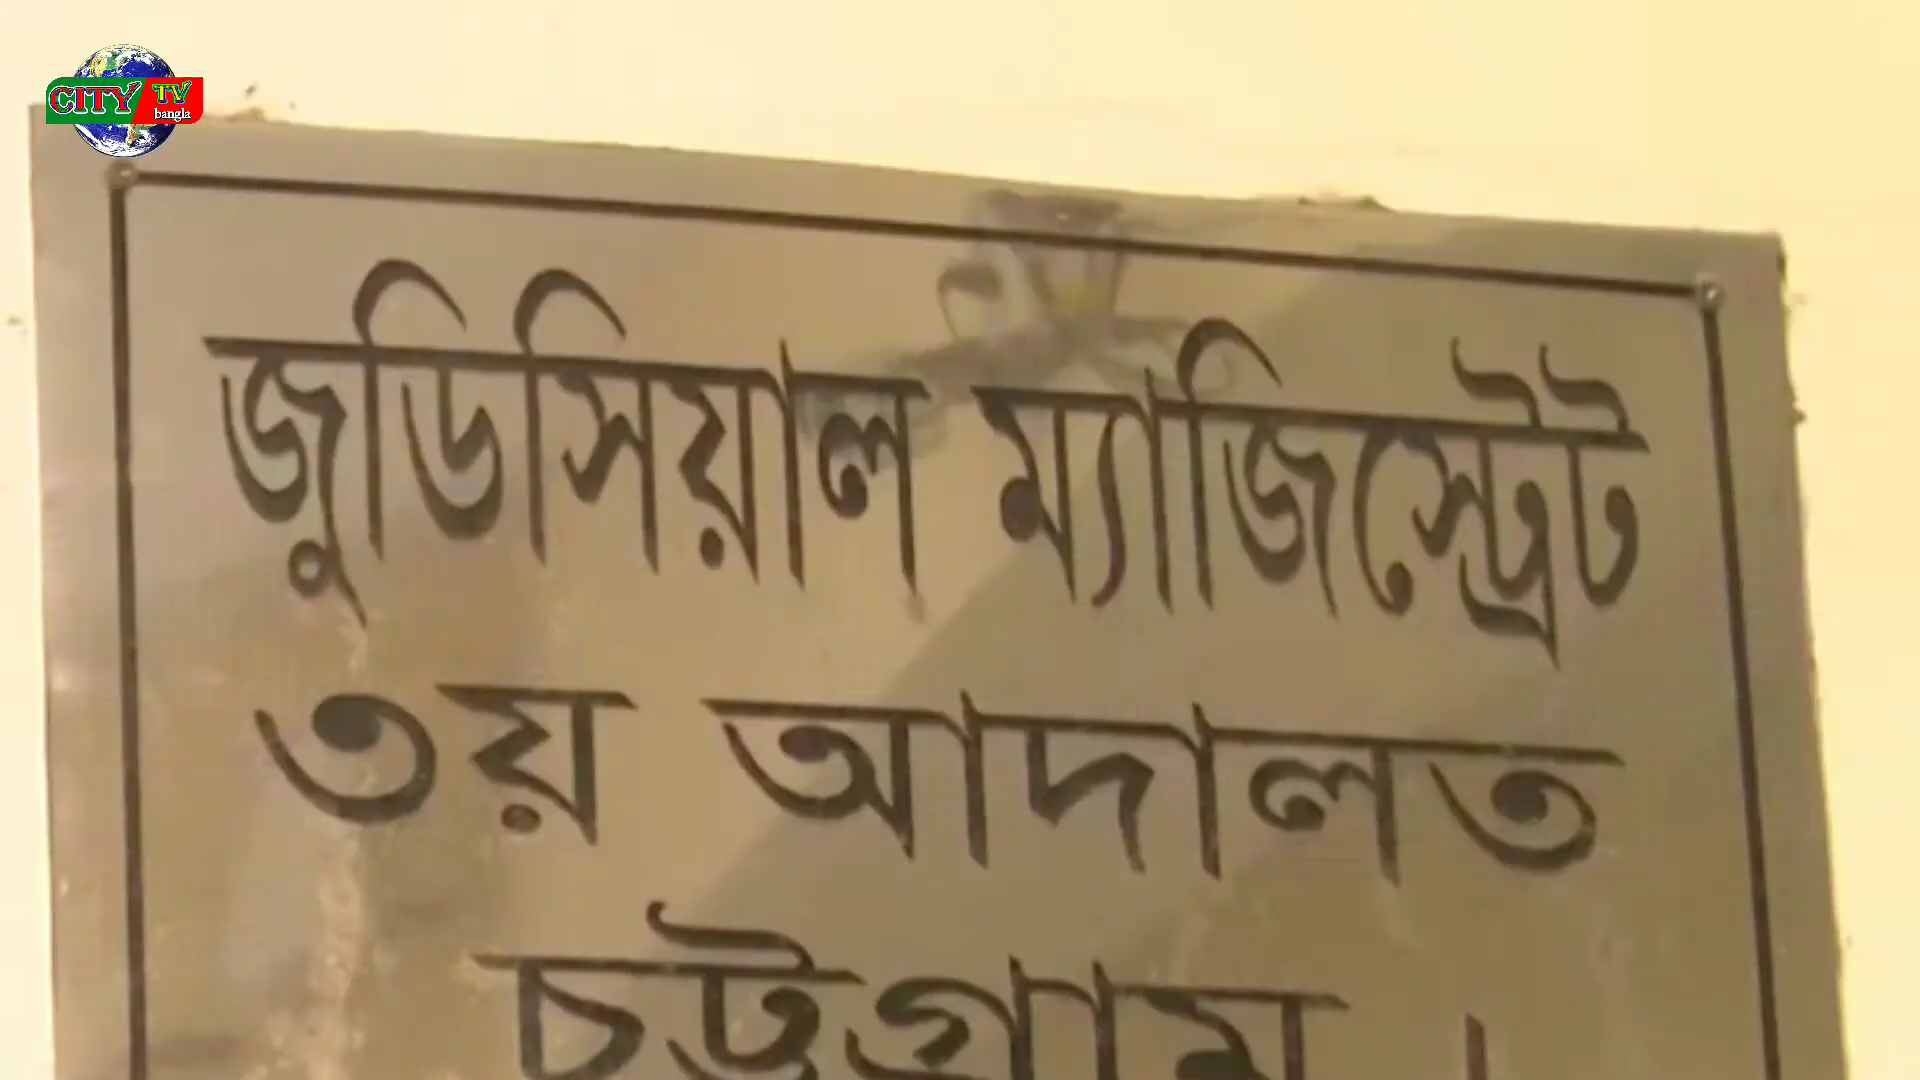 CITY TV
bangla
জুডিসিয়াল ম্যাজিস্ট্রেট
৩য় আদালত
চট্টগ্রাম ।